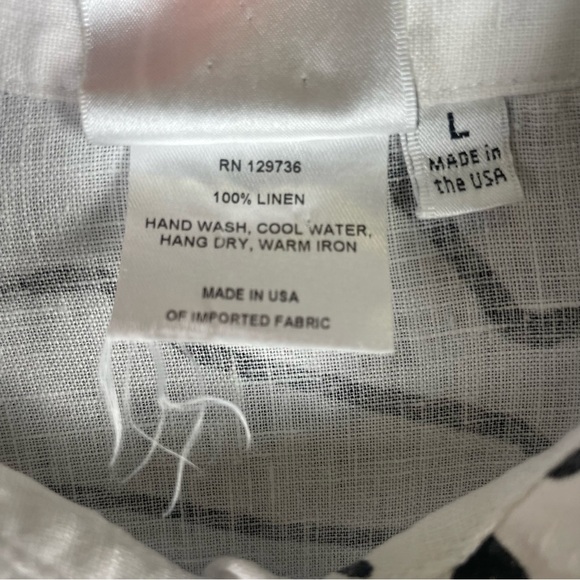 RN 129736
100% LINEN
HAND WASH, COOL WATER,
HANG DRY, WARM IRON
MADE IN USA
OF IMPORTED FABRIC
L
MADE in
the USA